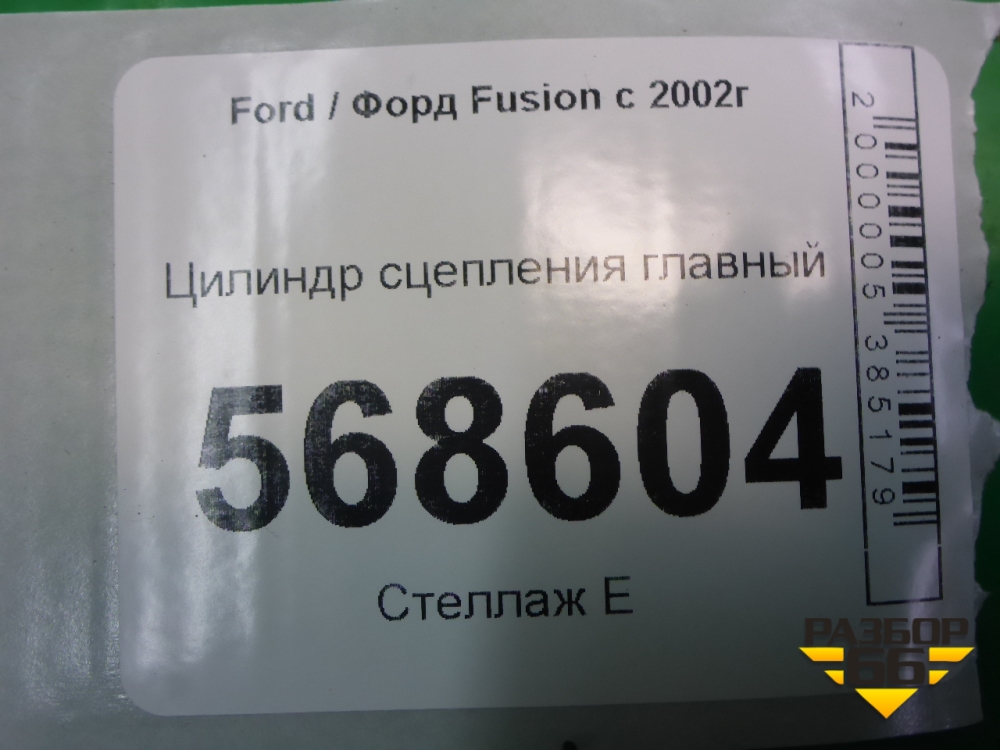 Ford / Форд Fusion с 2002г
Цилиндр сцепления главный
568604
Стеллаж Е
2000005385179
РАЗБОР
66